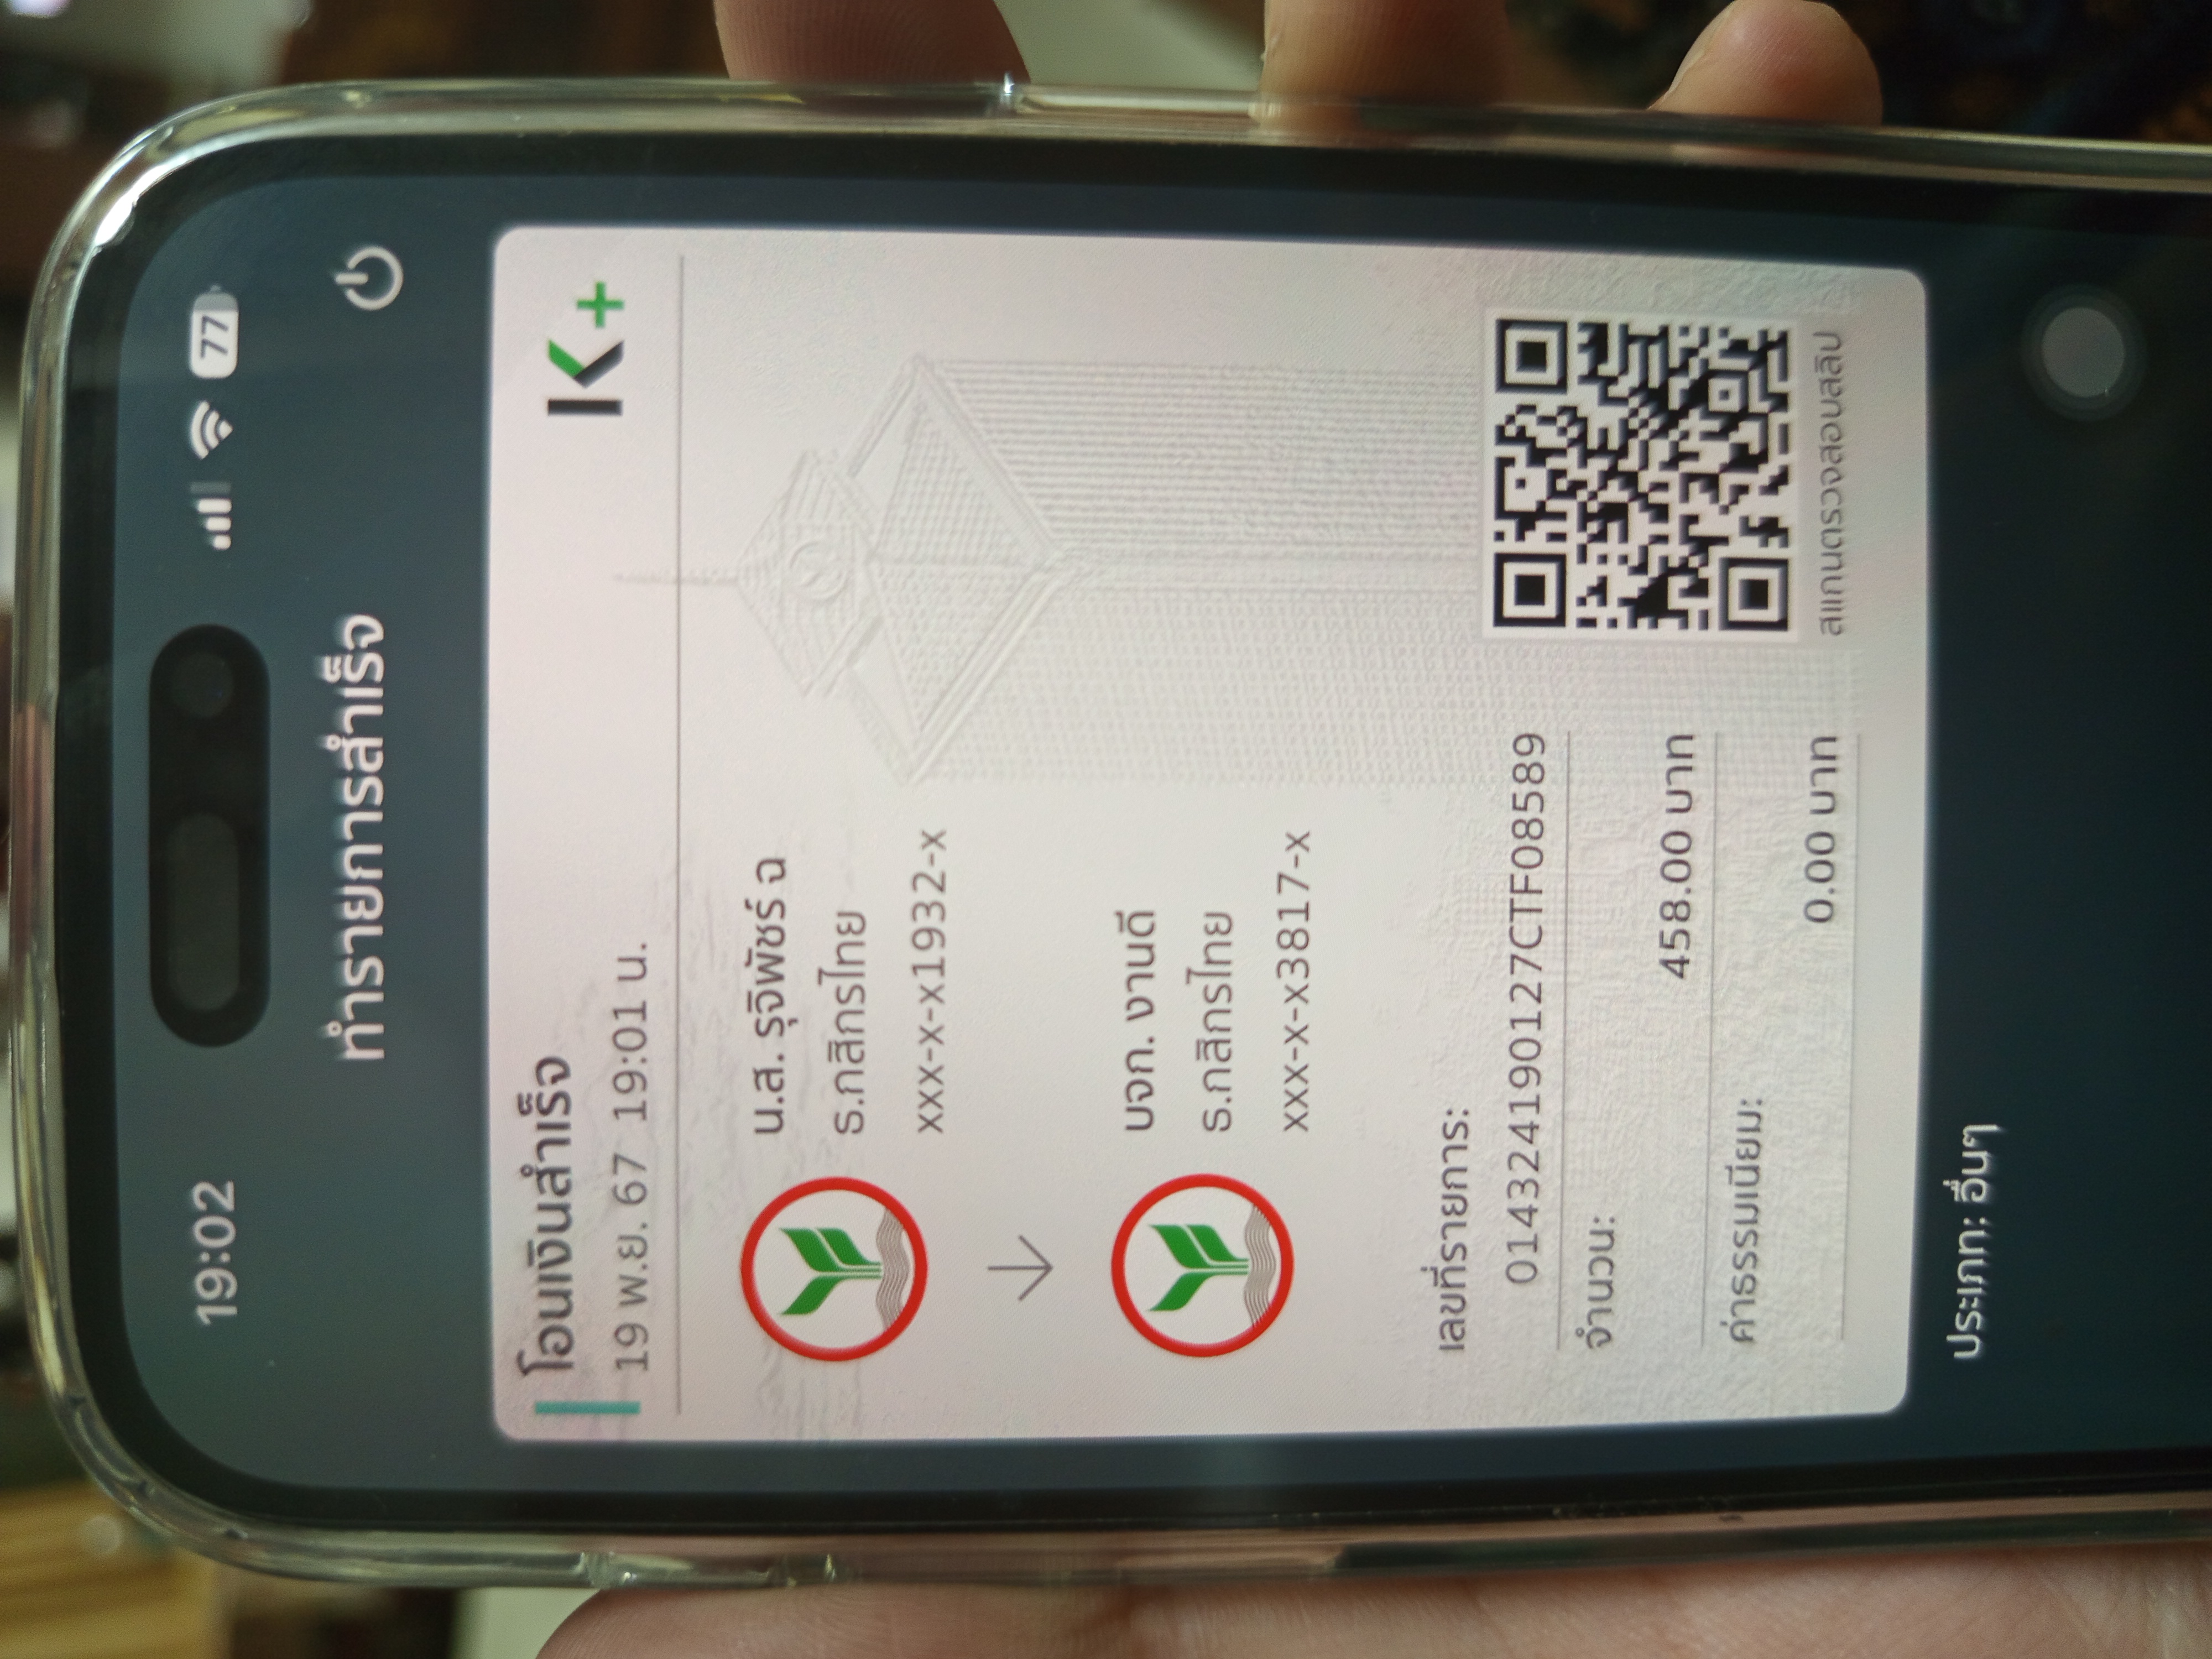 19:02
77
ทำรายการสำเร็จ
โอนเงินสำเร็จ
K+
19 พ.ย. 67 19:01 น.
น.ส. รุจิพัชร์ ฉ
ธ.กสิกรไทย
xxx-x-x1932-x
บจก. งานดี
ธ.กสิกรไทย
xxx-x-x3817-x
เลขที่รายการ:
014324190127CTF08589
จำนวน:
458.00 บาท
ค่าธรรมเนียม:
0.00 บาท
สแกนตรวจสอบสลิป
ประเภท: อื่นๆ